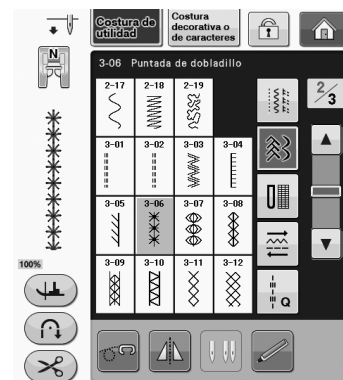 Costura de
utilidad
Costura
decorativa o
de caracteres
N
3-06 Puntada de dobladillo
2-17 2-18 2-19
2/3
3-01 3-02 3-03 3-04
3-05 3-06 3-07 3-08
100%
3-09 3-10 3-11 3-12
Q